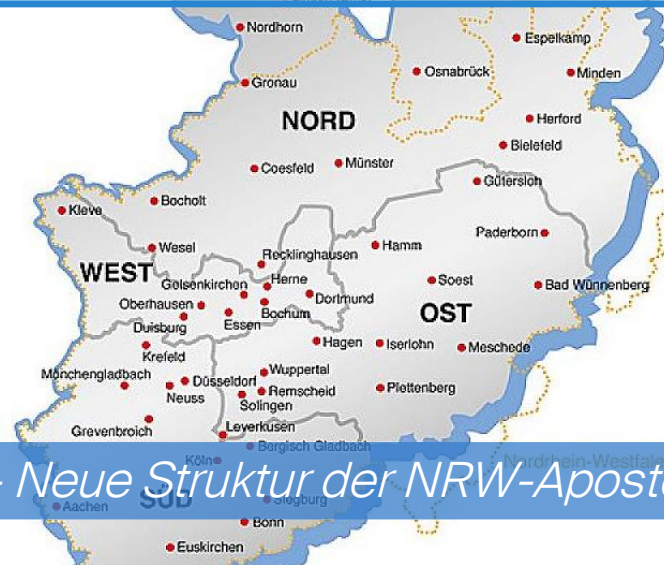 Nordhorn
Espelkamp
Osnabrück
Minden
Gronau
NORD
Herford
Bielefeld
Münster
Coesfeld
Gütersloh
Bocholt
Kleve
Paderborn
Hamm
Wesel
Recklinghausen
WEST
Gelsenkirchen
Herne
Soest
Bad Wünnenberg
Oberhausen
Dortmund
OST
Bochum
Duisburg
Essen
Hagen
Iserlohn
Meschede
Krefeld
Wuppertal
Mönchengladbach
Düsseldorf
Remscheid
Plettenberg
Neuss
Solingen
Leverkusen
Grevenbroich
Bergisch Gladbach
Köln
Nordrhein-Westfale
- Neue Struktur der NRW-Aposte
SÜD
Siegburg
Aachen
Bonn
Euskirchen